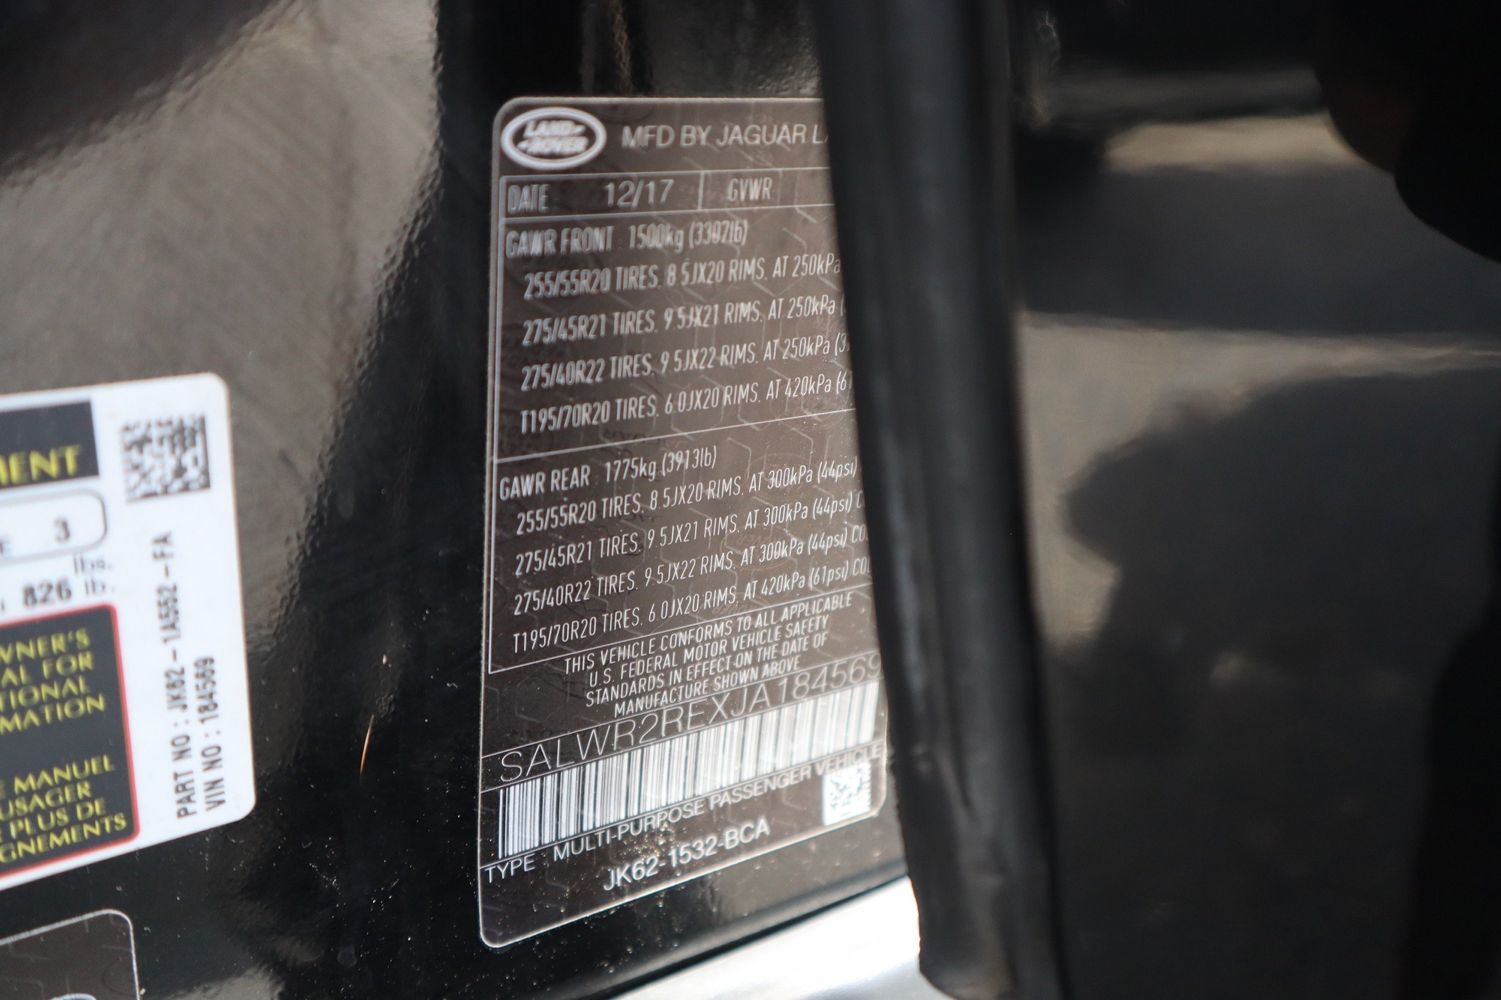 MENT
3
lbs.
826 lb.
WNER'S
AL FOR
TIONAL
MATION
MANUEL
USAGER
PLUS DE
GNEMENTS
PART NO : JK62-1A552-FA
VIN NO : 184569
LAND ROVER
MFD BY JAGUAR
DATE 12/17 GVWR
GAWR FRONT 1500kg (3307lb)
255/55R20 TIRES. 8.5JX20 RIMS. AT 250kPa
275/45R21 TIRES. 9.5JX21 RIMS. AT 250kPa
275/40R22 TIRES. 9.5JX22 RIMS. AT 250kPa
T195/70R20 TIRES. 6.0JX20 RIMS. AT 420kPa (61
GAWR REAR 1775kg (3913lb)
255/55R20 TIRES. 8.5JX20 RIMS. AT 300kPa (44psi)
275/45R21 TIRES. 9.5JX21 RIMS. AT 300kPa (44psi) C
275/40R22 TIRES. 9.5JX22 RIMS. AT 300kPa (44psi) CO
T195/70R20 TIRES. 6.0JX20 RIMS. AT 420kPa (61psi) CO
THIS VEHICLE CONFORMS TO ALL APPLICABLE
U.S. FEDERAL MOTOR VEHICLE SAFETY
STANDARDS IN EFFECT ON THE DATE OF
MANUFACTURE SHOWN ABOVE
SALWR2REXJA184569
TYPE MULTI-PURPOSE PASSENGER VEHICLE
JK62-1532-BCA